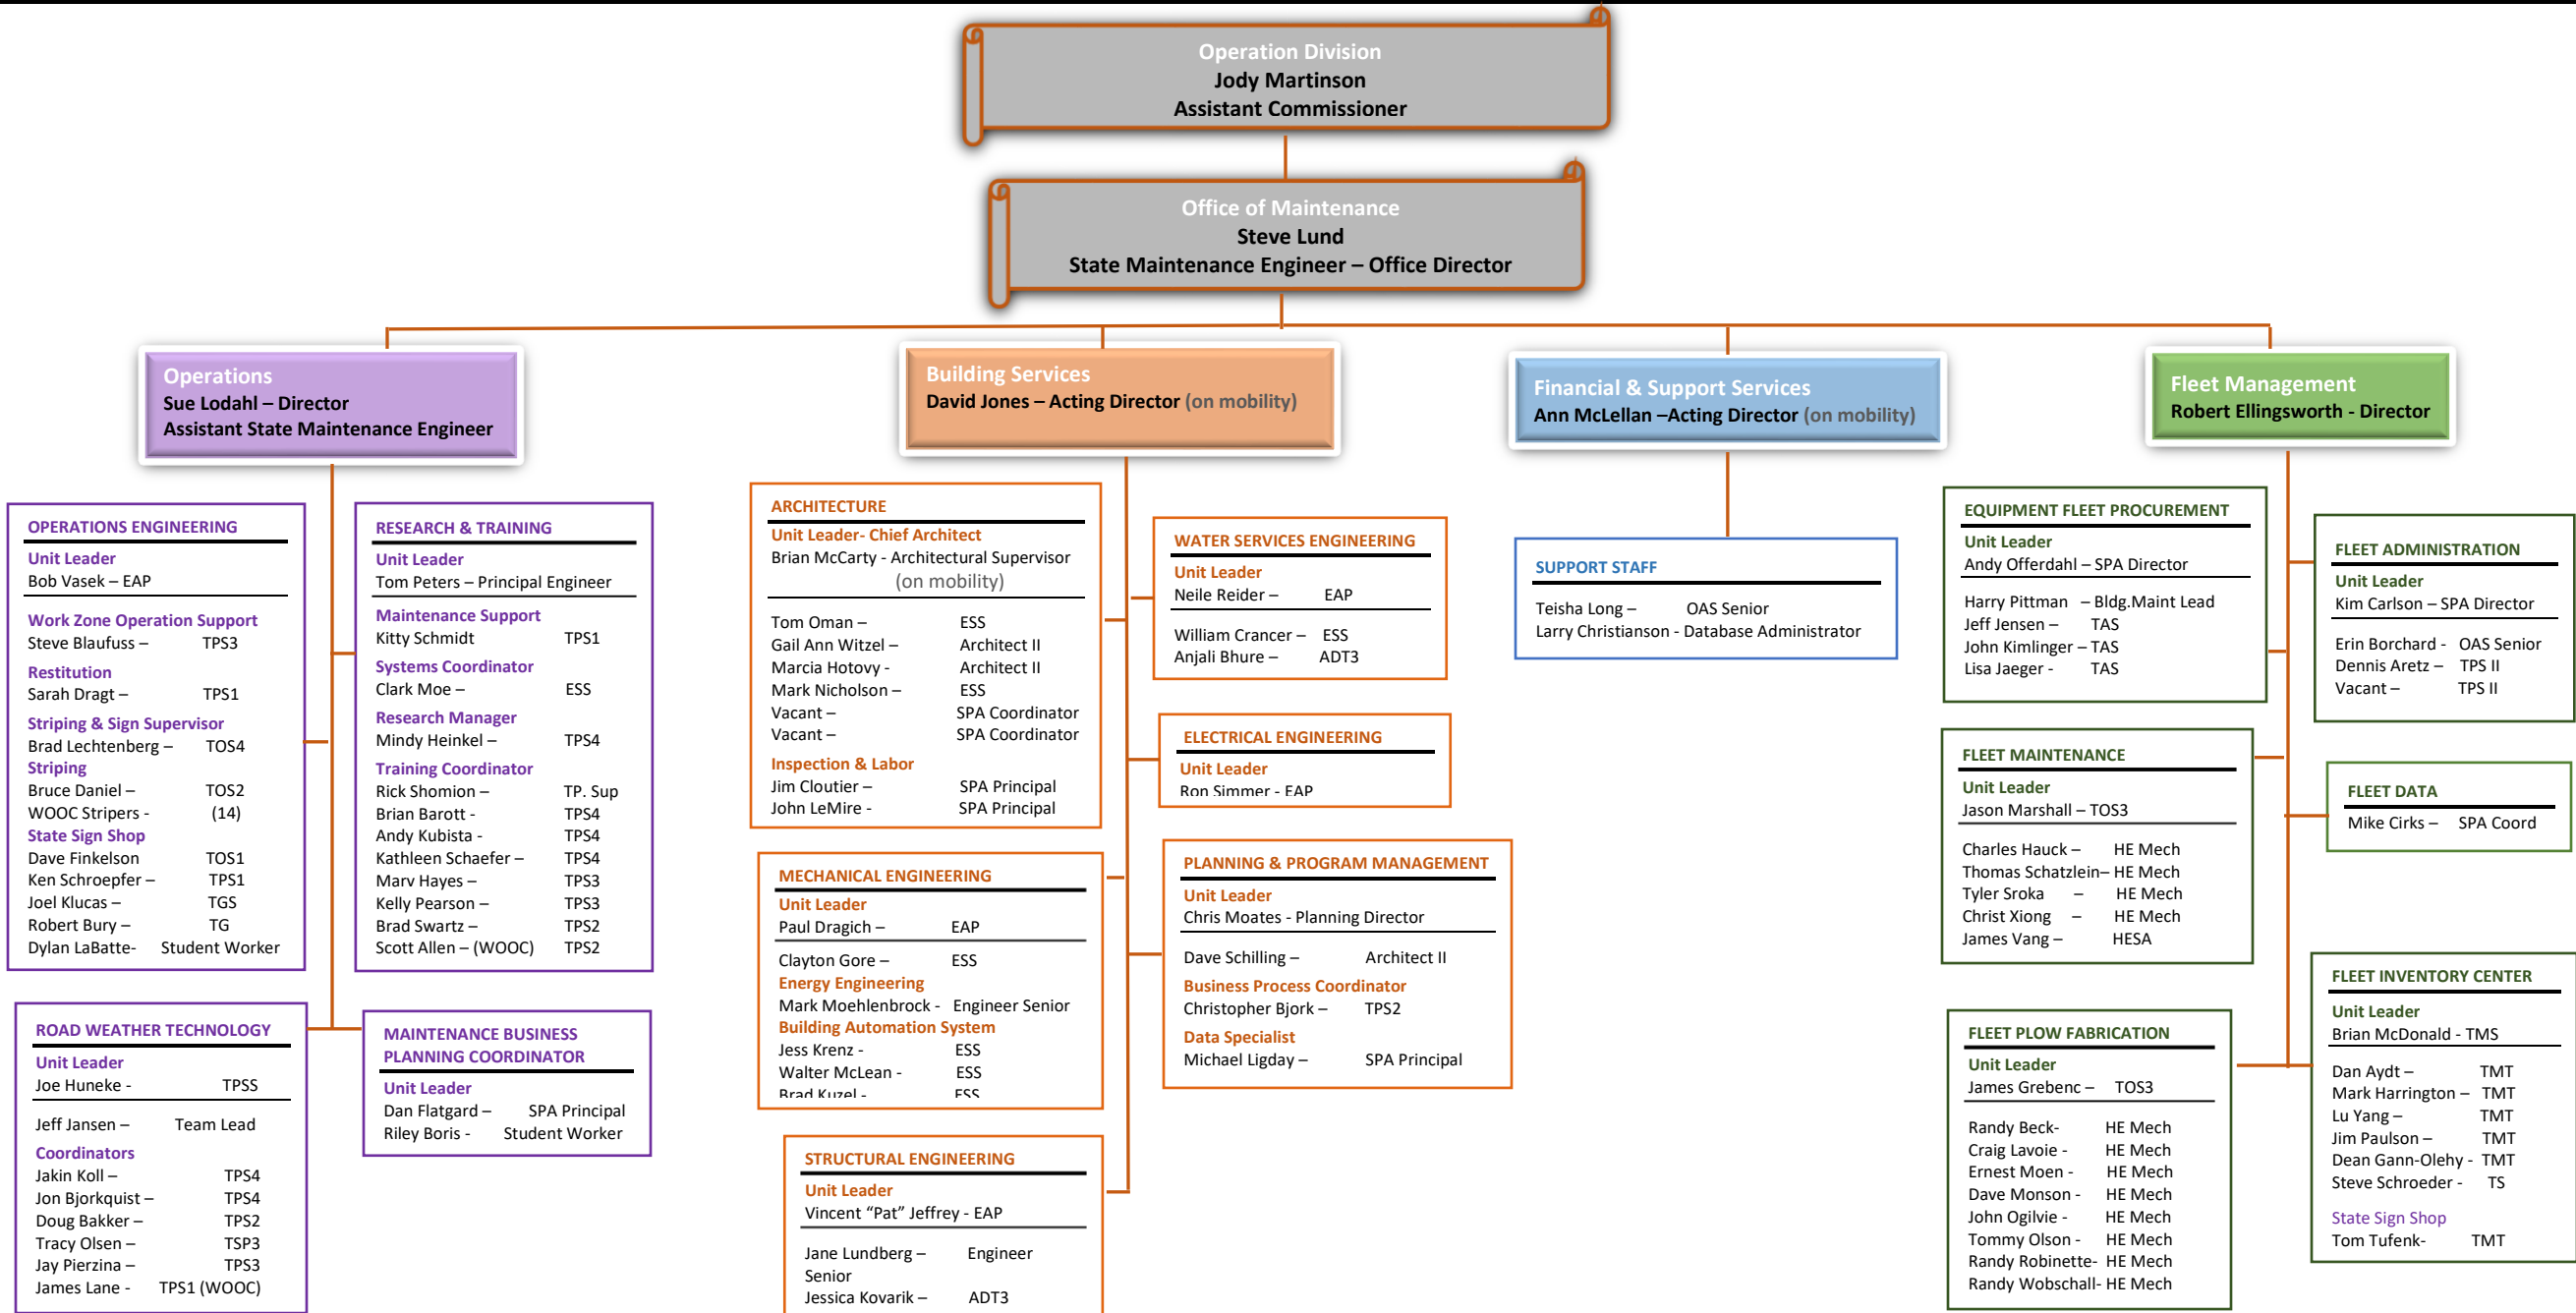 Operation Division
Jody Martinson
Assistant Commissioner
Office of Maintenance
Steve Lund
State Maintenance Engineer – Office Director
Operations
Sue Lodahl – Director
Assistant State Maintenance Engineer
Building Services
David Jones – Acting Director (on mobility)
Financial & Support Services
Ann McLellan –Acting Director (on mobility)
Fleet Management
Robert Ellingsworth - Director
OPERATIONS ENGINEERING
Unit Leader
Bob Vasek – EAP
Work Zone Operation Support
Steve Blaufuss – TPS3
Restitution
Sarah Dragt – TPS1
Striping & Sign Supervisor
Brad Lechtenberg – TOS4
Striping
Bruce Daniel – TOS2
WOOC Stripers - (14)
State Sign Shop
Dave Finkelson TOS1
Ken Schroepfer – TPS1
Joel Klucas – TGS
Robert Bury – TG
Dylan LaBatte- Student Worker
RESEARCH & TRAINING
Unit Leader
Tom Peters – Principal Engineer
Maintenance Support
Kitty Schmidt TPS1
Systems Coordinator
Clark Moe – ESS
Research Manager
Mindy Heinkel – TPS4
Training Coordinator
Rick Shomion – TP. Sup
Brian Barott - TPS4
Andy Kubista - TPS4
Kathleen Schaefer – TPS4
Marv Hayes – TPS3
Kelly Pearson – TPS3
Brad Swartz – TPS2
Scott Allen – (WOOC) TPS2
ROAD WEATHER TECHNOLOGY
Unit Leader
Joe Huneke - TPSS
Jeff Jansen – Team Lead
Coordinators
Jakin Koll – TPS4
Jon Bjorkquist – TPS4
Doug Bakker – TPS2
Tracy Olsen – TSP3
Jay Pierzina – TPS3
James Lane - TPS1 (WOOC)
MAINTENANCE BUSINESS
PLANNING COORDINATOR
Unit Leader
Dan Flatgard – SPA Principal
Riley Boris - Student Worker
ARCHITECTURE
Unit Leader- Chief Architect
Brian McCarty - Architectural Supervisor
(on mobility)
Tom Oman – ESS
Gail Ann Witzel – Architect II
Marcia Hotovy - Architect II
Mark Nicholson – ESS
Vacant – SPA Coordinator
Vacant – SPA Coordinator
Inspection & Labor
Jim Cloutier – SPA Principal
John LeMire - SPA Principal
WATER SERVICES ENGINEERING
Unit Leader
Neile Reider – EAP
William Crancer – ESS
Anjali Bhure – ADT3
ELECTRICAL ENGINEERING
Unit Leader
Ron Simmer - EAP
MECHANICAL ENGINEERING
Unit Leader
Paul Dragich – EAP
Clayton Gore – ESS
Energy Engineering
Mark Moehlenbrock - Engineer Senior
Building Automation System
Jess Krenz - ESS
Walter McLean - ESS
Brad Kuzel - ESS
PLANNING & PROGRAM MANAGEMENT
Unit Leader
Chris Moates - Planning Director
Dave Schilling – Architect II
Business Process Coordinator
Christopher Bjork – TPS2
Data Specialist
Michael Ligday – SPA Principal
STRUCTURAL ENGINEERING
Unit Leader
Vincent “Pat” Jeffrey - EAP
Jane Lundberg – Engineer
Senior
Jessica Kovarik – ADT3
SUPPORT STAFF
Teisha Long – OAS Senior
Larry Christianson - Database Administrator
EQUIPMENT FLEET PROCUREMENT
Unit Leader
Andy Offerdahl – SPA Director
Harry Pittman – Bldg.Maint Lead
Jeff Jensen – TAS
John Kimlinger – TAS
Lisa Jaeger - TAS
FLEET ADMINISTRATION
Unit Leader
Kim Carlson – SPA Director
Erin Borchard - OAS Senior
Dennis Aretz – TPS II
Vacant – TPS II
FLEET MAINTENANCE
Unit Leader
Jason Marshall – TOS3
Charles Hauck – HE Mech
Thomas Schatzlein– HE Mech
Tyler Sroka – HE Mech
Christ Xiong – HE Mech
James Vang – HESA
FLEET DATA
Mike Cirks – SPA Coord
FLEET PLOW FABRICATION
Unit Leader
James Grebenc – TOS3
Randy Beck- HE Mech
Craig Lavoie - HE Mech
Ernest Moen - HE Mech
Dave Monson - HE Mech
John Ogilvie - HE Mech
Tommy Olson - HE Mech
Randy Robinette- HE Mech
Randy Wobschall- HE Mech
FLEET INVENTORY CENTER
Unit Leader
Brian McDonald - TMS
Dan Aydt – TMT
Mark Harrington – TMT
Lu Yang – TMT
Jim Paulson – TMT
Dean Gann-Olehy - TMT
Steve Schroeder - TS
State Sign Shop
Tom Tufenk- TMT